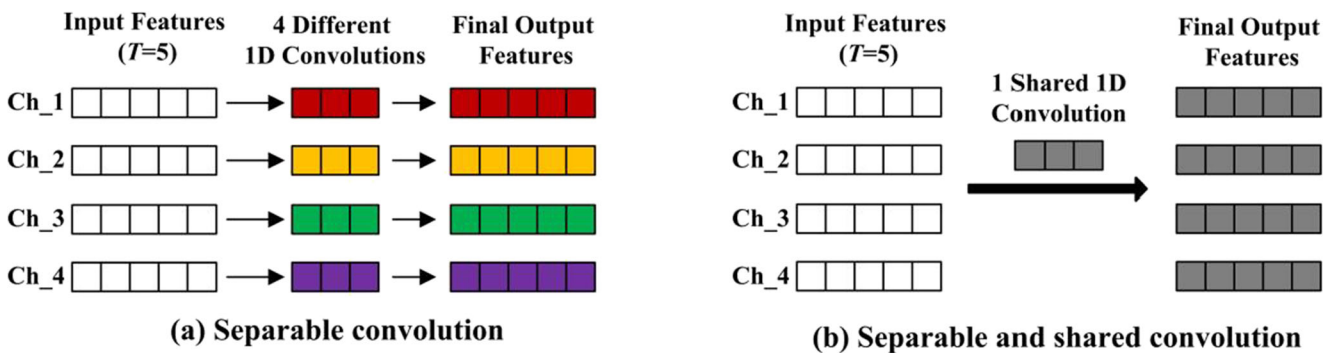 Input Features
(T=5)
4 Different
1D Convolutions
Final Output
Features
Ch_1
Ch_2
Ch_3
Ch_4
(a) Separable convolution
Input Features
(T=5)
1 Shared 1D
Convolution
Final Output
Features
Ch_1
Ch_2
Ch_3
Ch_4
(b) Separable and shared convolution